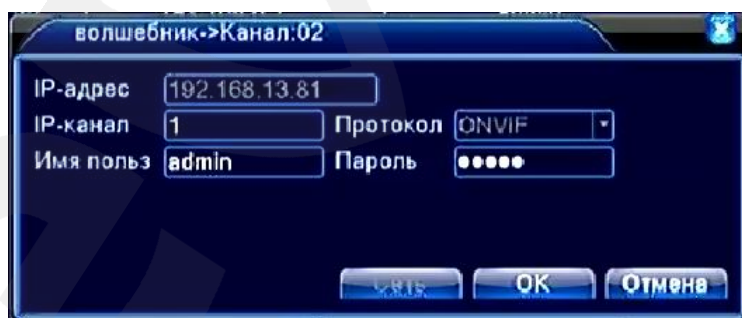 волшебник->Канал:02
IP-адрес 192.168.13.81
IP-канал 1 Протокол ONVIF
Имя польз admin Пароль ●●●●●
OK Отмена